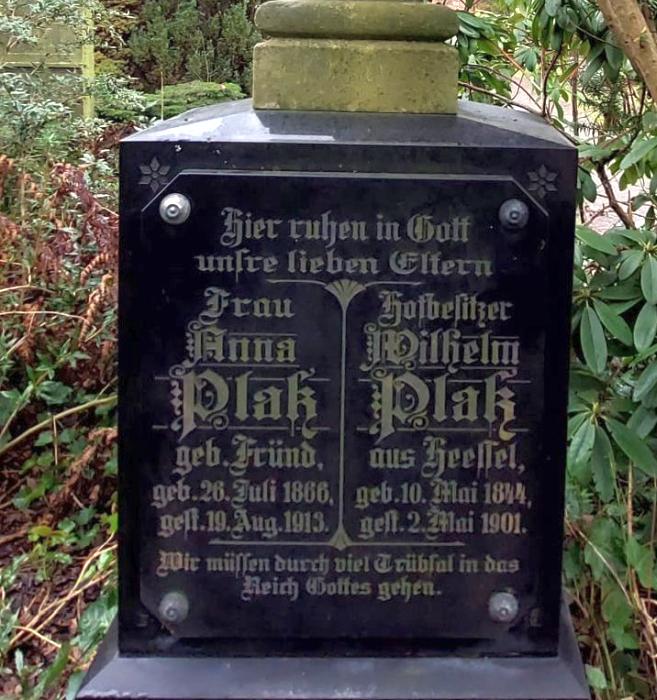 Hier ruhen in Gott
unsre lieben Eltern
Frau
Anna
Plak
geb. Fründ,
geb. 26. Juli 1866,
gest. 19. Aug. 1913.
Hofbesitzer
Wilhelm
Plak
aus Heessel,
geb. 10. Mai 1844,
gest. 2. Mai 1901.
Wir müssen durch viel Trübsal in das
Reich Gottes gehen.